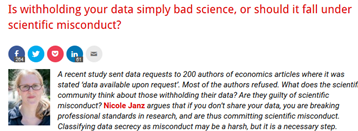 Is withholding your data simply bad science, or should it fall under
scientific misconduct?
284
61
A recent study sent data requests to 200 authors of economics articles where it was
stated 'data available upon request'. Most of the authors refused. What does the scientific
community think about those withholding their data? Are they guilty of scientific
misconduct? Nicole Janz argues that if you don't share your data, you are breaking
professional standards in research, and are thus committing scientific misconduct.
Classifying data secrecy as misconduct may be a harsh, but it is a necessary step.